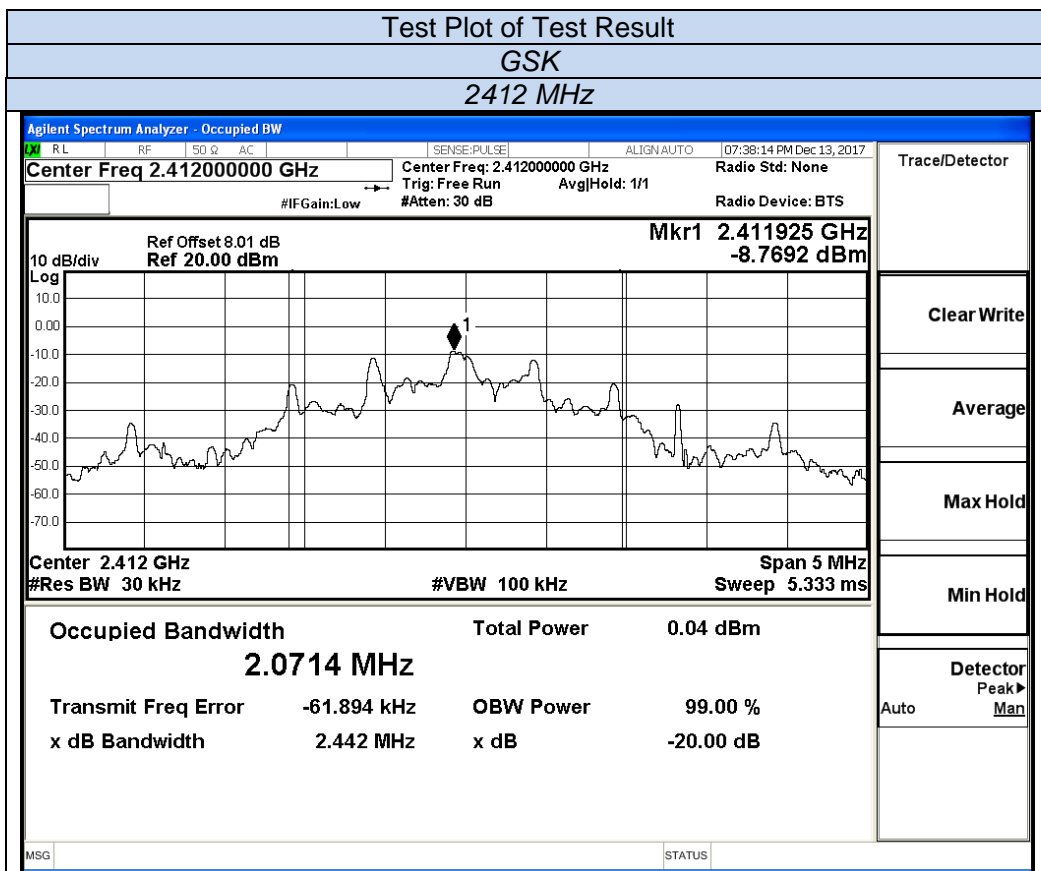 Test Plot of Test Result
GSK
2412 MHz
Agilent Spectrum Analyzer - Occupied BW
LXI RL RF 50 Ω AC SENSE:PULSE ALIGN AUTO 07:38:14 PM Dec 13, 2017
Center Freq 2.412000000 GHz
Center Freq: 2.412000000 GHz Radio Std: None
Trig: Free Run Avg|Hold: 1/1
#IFGain:Low #Atten: 30 dB Radio Device: BTS
Trace/Detector
Mkr1 2.411925 GHz
-8.7692 dBm
Ref Offset 8.01 dB
10 dB/div Ref 20.00 dBm
Log
10.0
0.00
-10.0
-20.0
-30.0
-40.0
-50.0
-60.0
-70.0
1
Center 2.412 GHz Span 5 MHz
#Res BW 30 kHz #VBW 100 kHz Sweep 5.333 ms
Occupied Bandwidth Total Power 0.04 dBm
2.0714 MHz
Transmit Freq Error -61.894 kHz OBW Power 99.00 %
x dB Bandwidth 2.442 MHz x dB -20.00 dB
Clear Write
Average
Max Hold
Min Hold
Detector
Peak▶
Auto Man
MSG STATUS